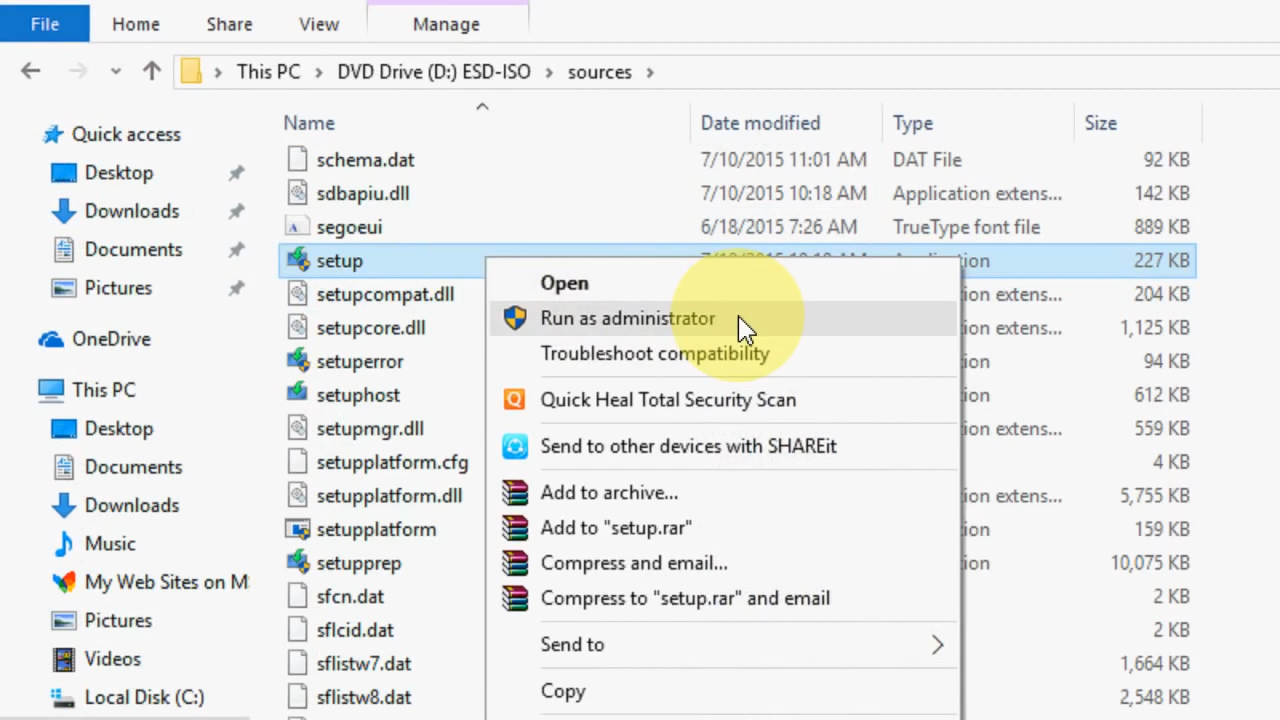 File Home Share View Manage
This PC > DVD Drive (D:) ESD-ISO > sources >
Name Date modified Type Size
Quick access
Desktop
Downloads
Documents
Pictures
OneDrive
This PC
Desktop
Documents
Downloads
Music
My Web Sites on M
Pictures
Videos
Local Disk (C:)
schema.dat 7/10/2015 11:01 AM DAT File 92 KB
sdbapiu.dll 7/10/2015 10:18 AM Application extens... 142 KB
segoeui 6/18/2015 7:26 AM TrueType font file 889 KB
setup 227 KB
setupcompat.dll ion extens... 204 KB
setupcore.dll ion extens... 1,125 KB
setuperror ion 94 KB
setuphost ion 612 KB
setupmgr.dll ion extens... 559 KB
setupplatform.cfg 4 KB
setupplatform.dll ion extens... 5,755 KB
setupplatform ion 159 KB
setupprep ion 10,075 KB
sfcn.dat 2 KB
sflcid.dat 2 KB
sflistw7.dat 1,664 KB
sflistw8.dat 2,548 KB
Open
Run as administrator
Troubleshoot compatibility
Quick Heal Total Security Scan
Send to other devices with SHAREit
Add to archive...
Add to "setup.rar"
Compress and email...
Compress to "setup.rar" and email
Send to
Copy